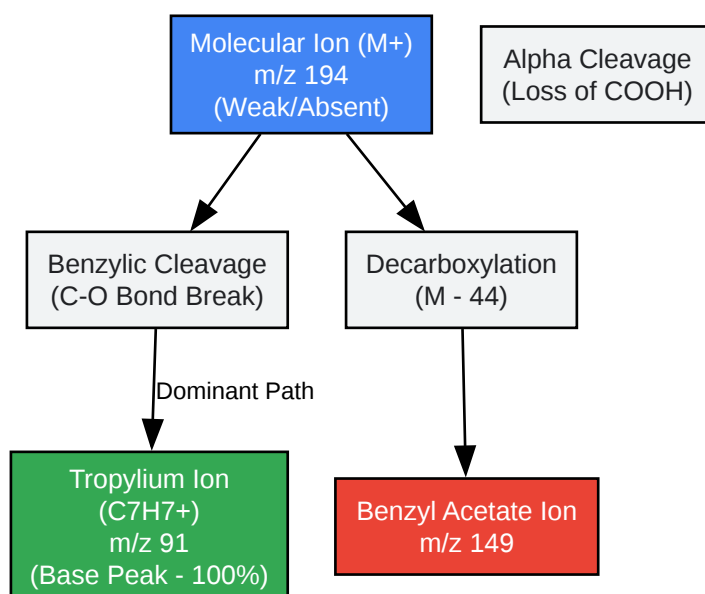 Molecular Ion (M+)
m/z 194
(Weak/Absent)
Alpha Cleavage
(Loss of COOH)
Benzylic Cleavage
(C-O Bond Break)
Decarboxylation
(M - 44)
Dominant Path
Tropylium Ion
(C7H7+)
m/z 91
(Base Peak - 100%)
Benzyl Acetate Ion
m/z 149